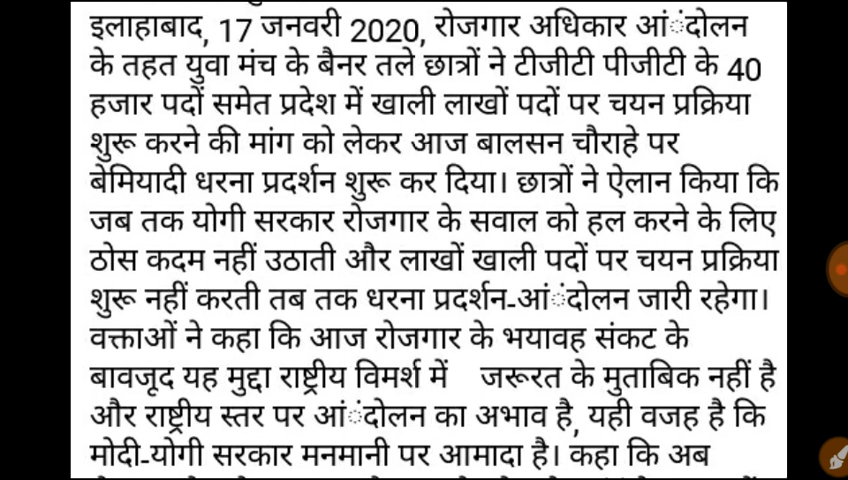 इलाहाबाद, 17 जनवरी 2020, रोजगार अधिकार आंंदोलन
के तहत युवा मंच के बैनर तले छात्रों ने टीजीटी पीजीटी के 40
हजार पदों समेत प्रदेश में खाली लाखों पदों पर चयन प्रक्रिया
शुरू करने की मांग को लेकर आज बालसन चौराहे पर
बेमियादी धरना प्रदर्शन शुरू कर दिया। छात्रों ने ऐलान किया कि
जब तक योगी सरकार रोजगार के सवाल को हल करने के लिए
ठोस कदम नहीं उठाती और लाखों खाली पदों पर चयन प्रक्रिया
शुरू नहीं करती तब तक धरना प्रदर्शन-आंंदोलन जारी रहेगा।
वक्ताओं ने कहा कि आज रोजगार के भयावह संकट के
बावजूद यह मुद्दा राष्ट्रीय विमर्श में जरूरत के मुताबिक नहीं है
और राष्ट्रीय स्तर पर आंंदोलन का अभाव है, यही वजह है कि
मोदी-योगी सरकार मनमानी पर आमादा है। कहा कि अब